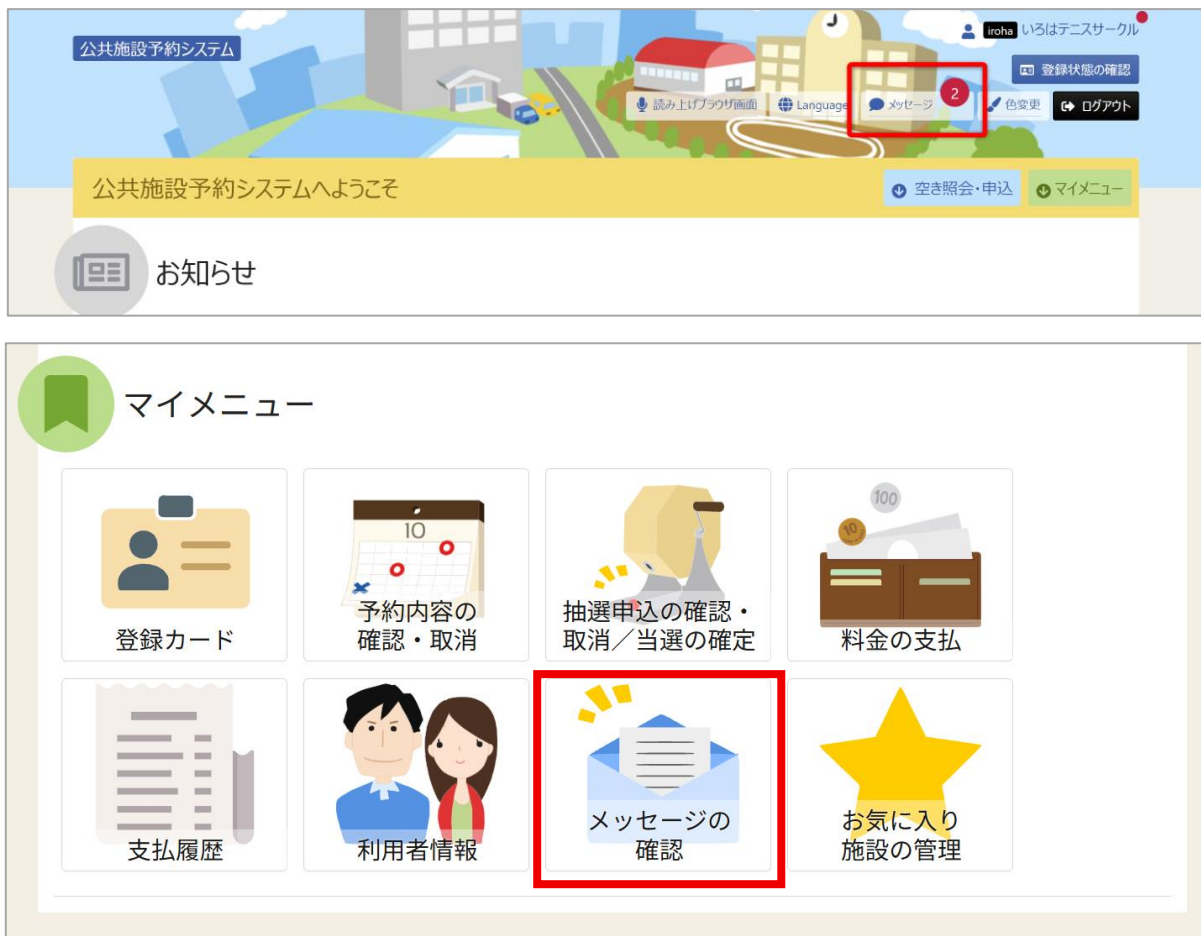 公共施設予約システム
iroha いろはテニスサークル
登録状態の確認
読み上げブラウザ画面 Language メッセージ 2 色変更 ログアウト
公共施設予約システムへようこそ
空き照会・申込 マイメニュー
お知らせ
マイメニュー
登録カード
10
予約内容の
確認・取消
抽選申込の確認・
取消／当選の確定
100
10
料金の支払
支払履歴
利用者情報
メッセージの
確認
お気に入り
施設の管理